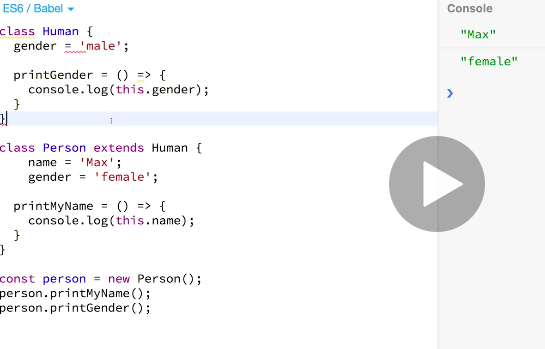 ES6 / Babel
class Human {
gender = 'male';
printGender = () => {
console.log(this.gender);
}
}
class Person extends Human {
name = 'Max';
gender = 'female';
printMyName = () => {
console.log(this.name);
}
}
const person = new Person();
person.printMyName();
person.printGender();
Console
"Max"
"female"